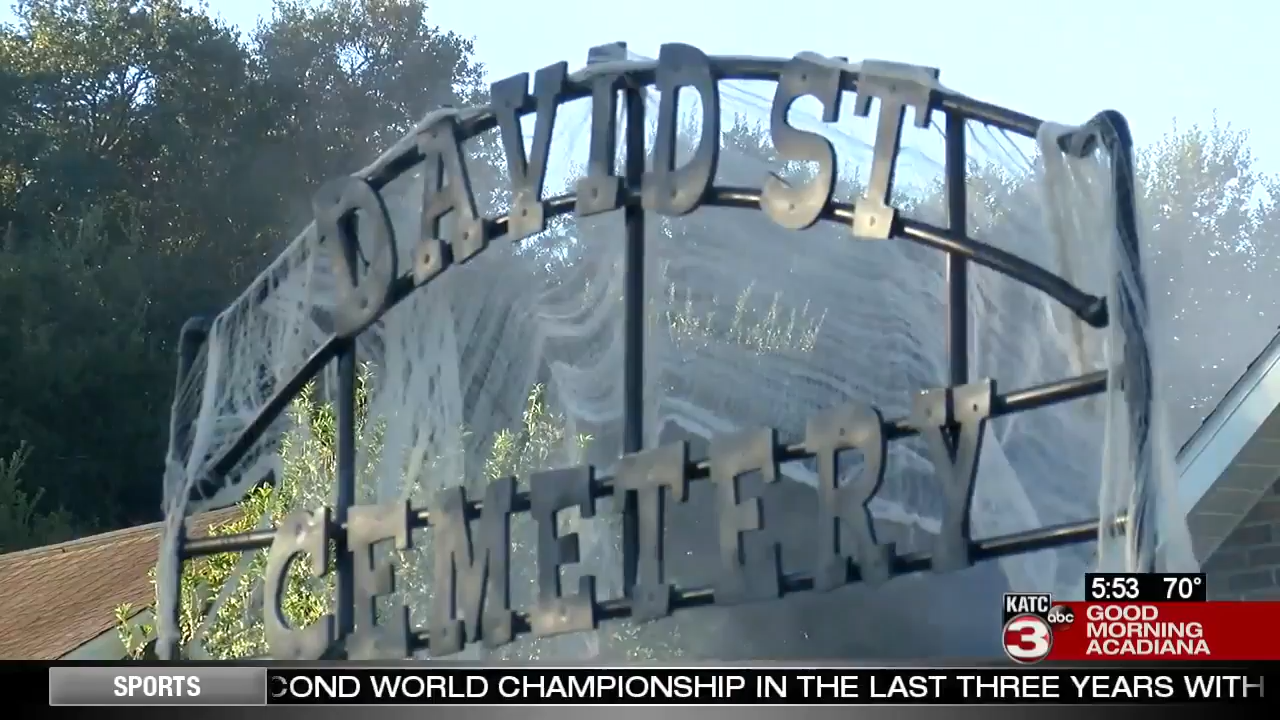 DAVID ST
CEMETERY
5:53 70°
KATC
abc
3
GOOD
MORNING
ACADIANA
SPORTS
COND WORLD CHAMPIONSHIP IN THE LAST THREE YEARS WITH